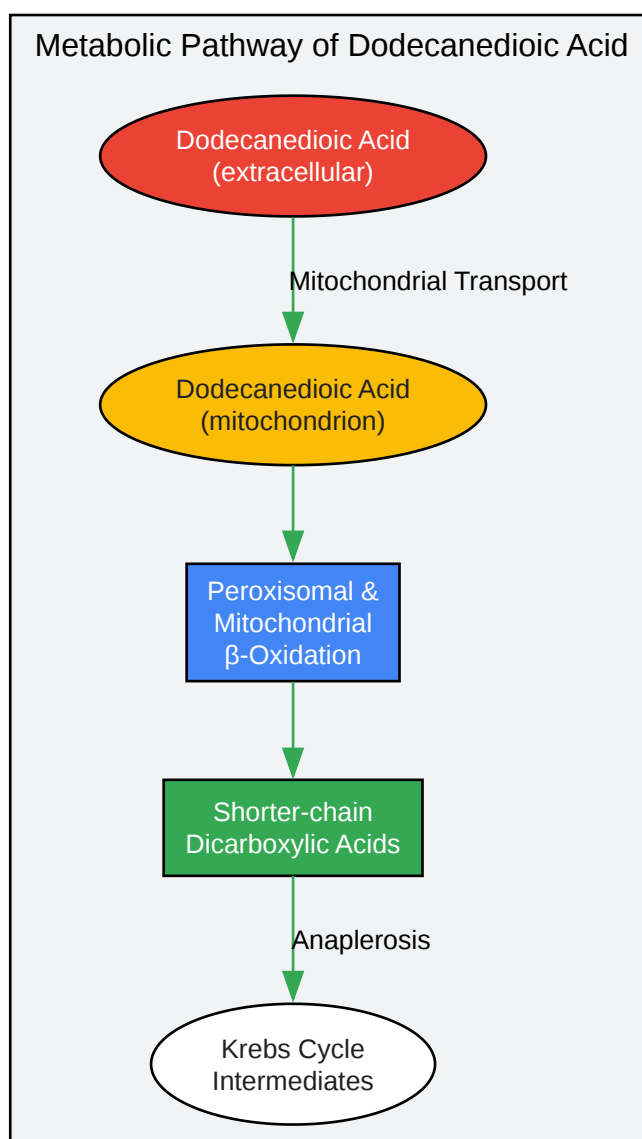 Metabolic Pathway of Dodecanedioic Acid
Dodecanedioic Acid
(extracellular)
Mitochondrial Transport
Dodecanedioic Acid
(mitochondrion)
Peroxisomal &
Mitochondrial
β-Oxidation
Shorter-chain
Dicarboxylic Acids
Anaplerosis
Krebs Cycle
Intermediates